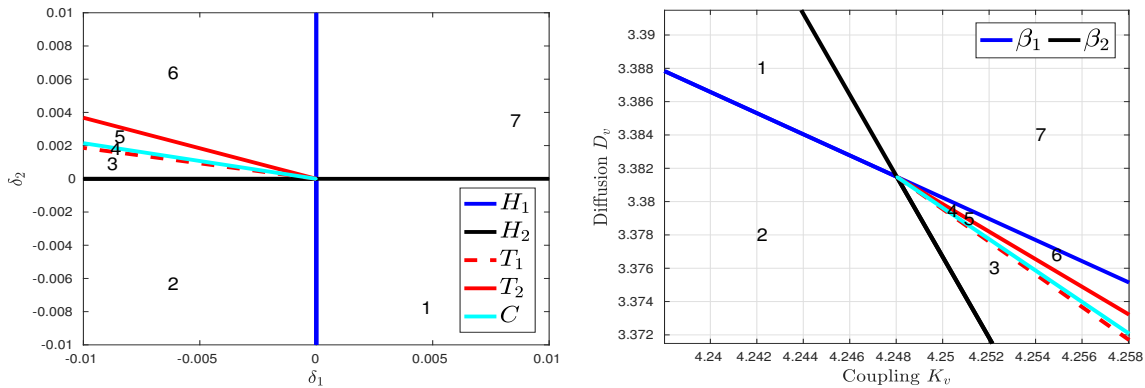 0.01
0.008
0.006
0.004
0.002
0
-0.002
-0.004
-0.006
-0.008
-0.01
δ₂
6
5
4
3
7
2
1
H₁
H₂
T₁
T₂
C
-0.01 -0.005 0 0.005 0.01
δ₁
3.39
3.388
3.386
3.384
3.382
3.38
3.378
3.376
3.374
3.372
Diffusion Dᵥ
β₁ β₂
1
7
4
5
2
6
3
4.24 4.242 4.244 4.246 4.248 4.25 4.252 4.254 4.256 4.258
Coupling Kᵥ